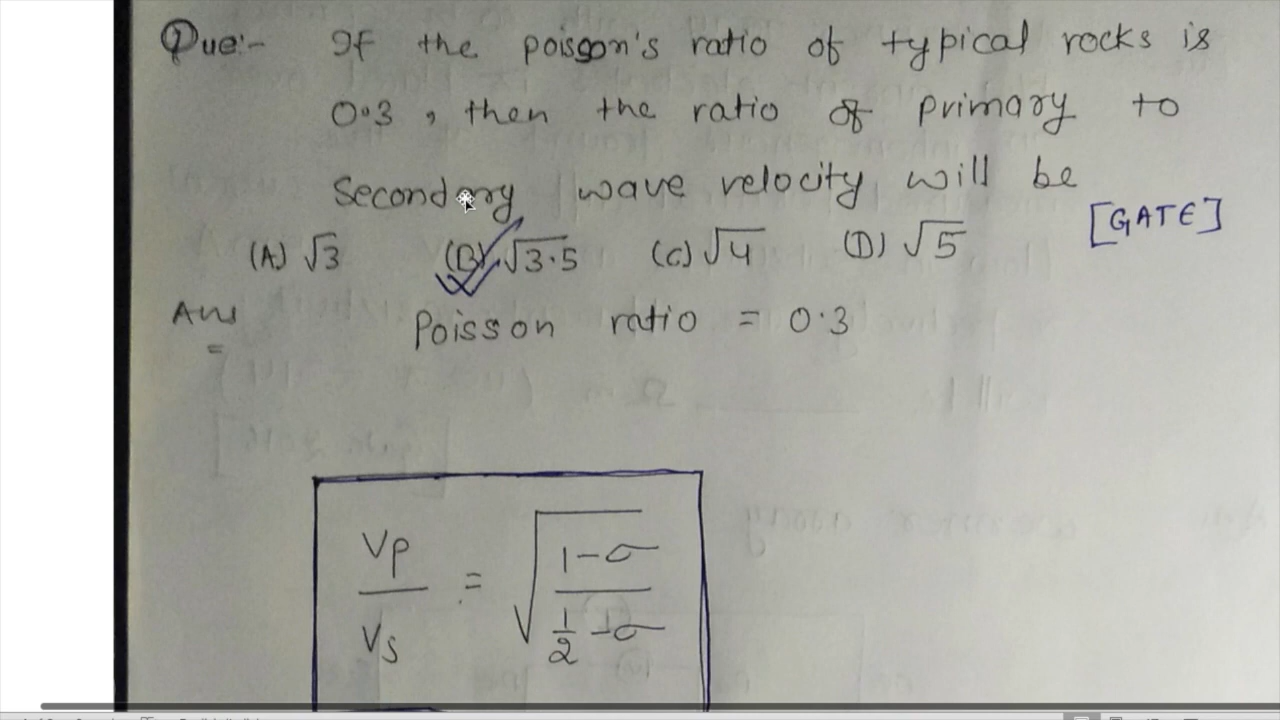 Que:- If the poisson's ratio of typical rocks is
0.3, then the ratio of primary to
Secondary wave velocity will be
[GATE]
(A) √3 (B) √3.5 (C) √4 (D) √5
Ans Poisson ratio = 0.3
Vp/Vs = √((1-σ)/(1/2-σ))